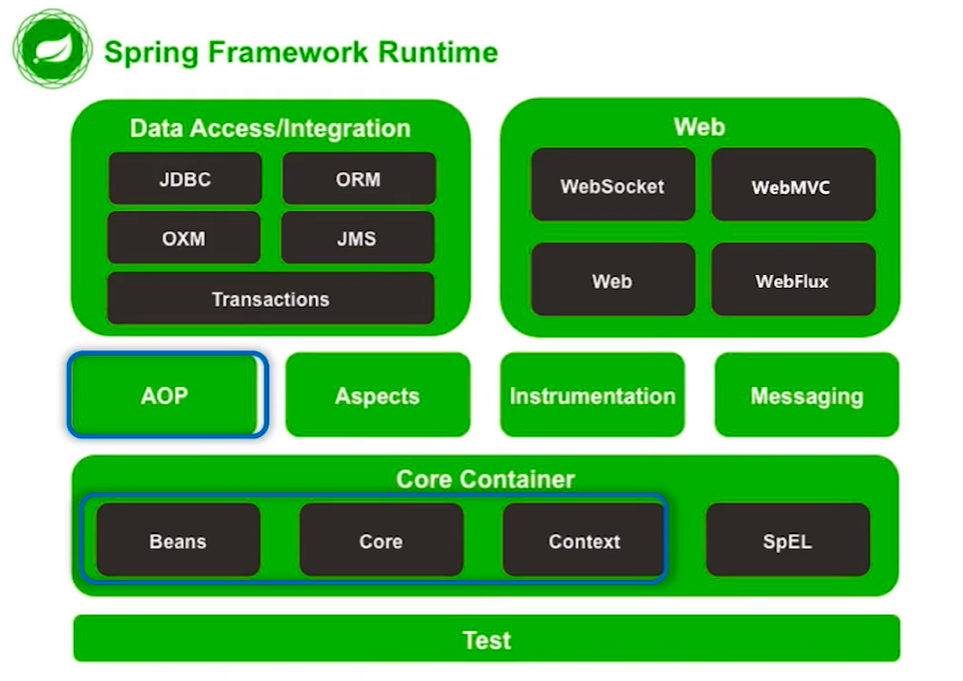 Spring Framework Runtime
Data Access/Integration
JDBC
ORM
OXM
JMS
Transactions
Web
WebSocket
WebMVC
Web
WebFlux
AOP
Aspects
Instrumentation
Messaging
Core Container
Beans
Core
Context
SpEL
Test